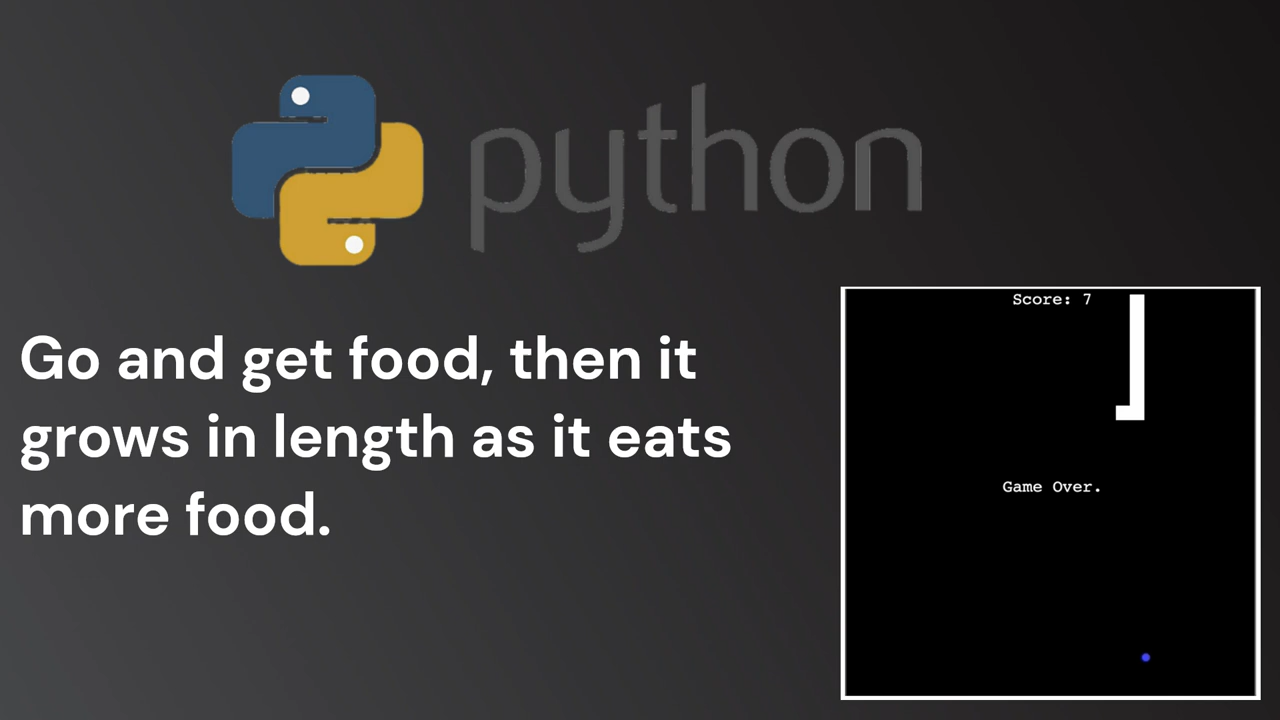 python
Go and get food, then it
grows in length as it eats
more food.
Score: 7
Game Over.